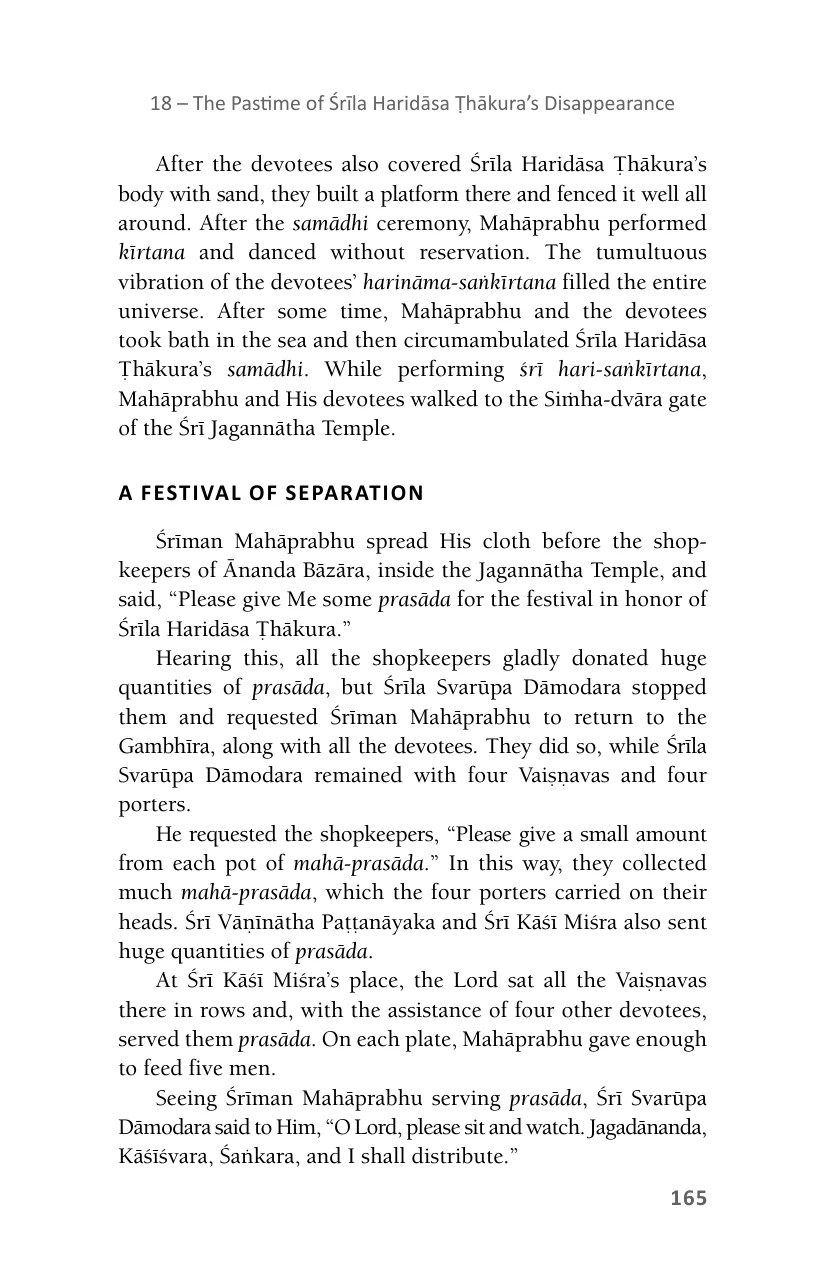 18 – The Pastime of Śrīla Haridāsa Ṭhākura’s Disappearance
After the devotees also covered Śrīla Haridāsa Ṭhākura’s
body with sand, they built a platform there and fenced it well all
around. After the samādhi ceremony, Mahāprabhu performed
kīrtana and danced without reservation. The tumultuous
vibration of the devotees’ harināma-saṅkīrtana filled the entire
universe. After some time, Mahāprabhu and the devotees
took bath in the sea and then circumambulated Śrīla Haridāsa
Ṭhākura’s samādhi. While performing śrī hari-saṅkīrtana,
Mahāprabhu and His devotees walked to the Siṁha-dvāra gate
of the Śrī Jagannātha Temple.
A FESTIVAL OF SEPARATION
Śrīman Mahāprabhu spread His cloth before the shop-
keepers of Ānanda Bāzāra, inside the Jagannātha Temple, and
said, “Please give Me some prasāda for the festival in honor of
Śrīla Haridāsa Ṭhākura.”
Hearing this, all the shopkeepers gladly donated huge
quantities of prasāda, but Śrīla Svarūpa Dāmodara stopped
them and requested Śrīman Mahāprabhu to return to the
Gambhīra, along with all the devotees. They did so, while Śrīla
Svarūpa Dāmodara remained with four Vaiṣṇavas and four
porters.
He requested the shopkeepers, “Please give a small amount
from each pot of mahā-prasāda.” In this way, they collected
much mahā-prasāda, which the four porters carried on their
heads. Śrī Vāṇīnātha Paṭṭanāyaka and Śrī Kāśī Miśra also sent
huge quantities of prasāda.
At Śrī Kāśī Miśra’s place, the Lord sat all the Vaiṣṇavas
there in rows and, with the assistance of four other devotees,
served them prasāda. On each plate, Mahāprabhu gave enough
to feed five men.
Seeing Śrīman Mahāprabhu serving prasāda, Śrī Svarūpa
Dāmodara said to Him, “O Lord, please sit and watch. Jagadānanda,
Kāśīśvara, Śaṅkara, and I shall distribute.”
165